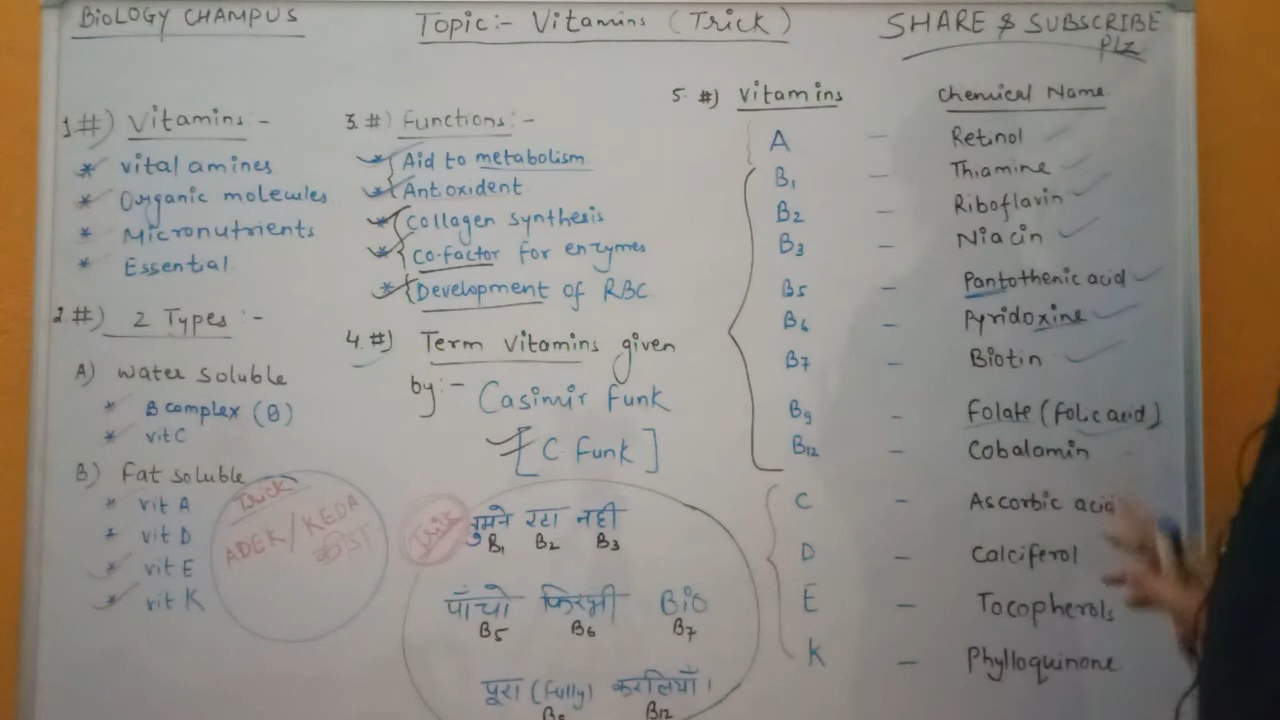 BIOLOGY CHAMPUS
Topic:- Vitamins (Trick)
SHARE & SUBSCRIBE
PLZ
1#) Vitamins:-
* vital amines
* Organic molecules
* Micronutrients
* Essential
2.#) 2 Types:-
A) Water soluble
* B complex (8)
* vit C
B) Fat soluble
* vit A
* vit D
* vit E
* vit K
Trick
ADEK/KEDA
3.#) Functions:-
* Aid to metabolism
* Antioxident
* Collagen synthesis
* Co-factor for enzymes
* Development of RBC
4.#) Term Vitamins given
by:- Casimir Funk
[C Funk]
Trick
तुमने रटा नहीं
B1 B2 B3
पाँचो फिरभी Bio
B5 B6 B7
पूरा (fully) करलियाँ।
B9 B12
5.#) Vitamins Chemical Name
A - Retinol
B1 - Thiamine
B2 - Riboflavin
B3 - Niacin
B5 - Pantothenic acid
B6 - Pyridoxine
B7 - Biotin
B9 - Folate (folic acid)
B12 - Cobalamin
C - Ascorbic acid
D - Calciferol
E - Tocopherols
K - Phylloquinone